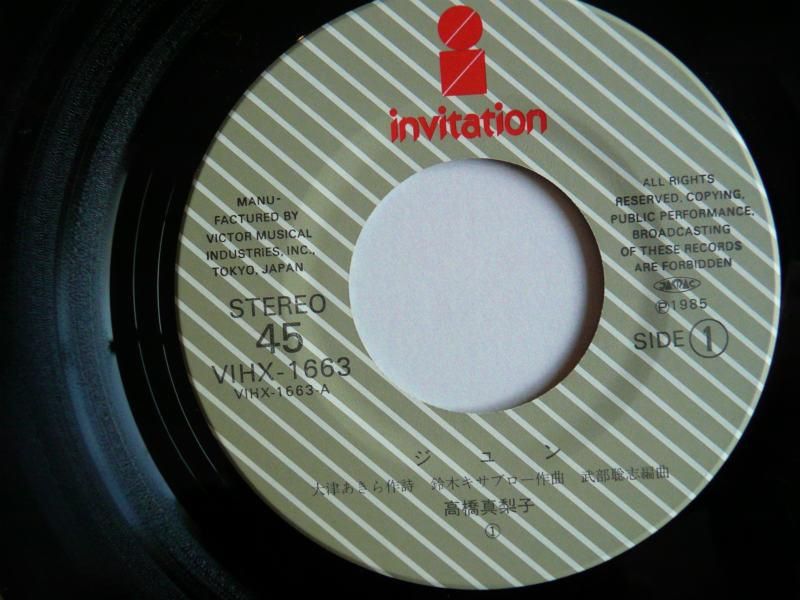 invitation
MANU-
FACTURED BY
VICTOR MUSICAL
INDUSTRIES, INC.,
TOKYO, JAPAN
ALL RIGHTS
RESERVED. COPYING,
PUBLIC PERFORMANCE,
BROADCASTING
OF THESE RECORDS
ARE FORBIDDEN
JASRAC
Ⓟ1985
STEREO
45
VIHX-1663
VIHX-1663-A
SIDE ①
ジュン
大津あきら作詩 鈴木キサブロー作曲 武部聡志編曲
高橋真梨子
①